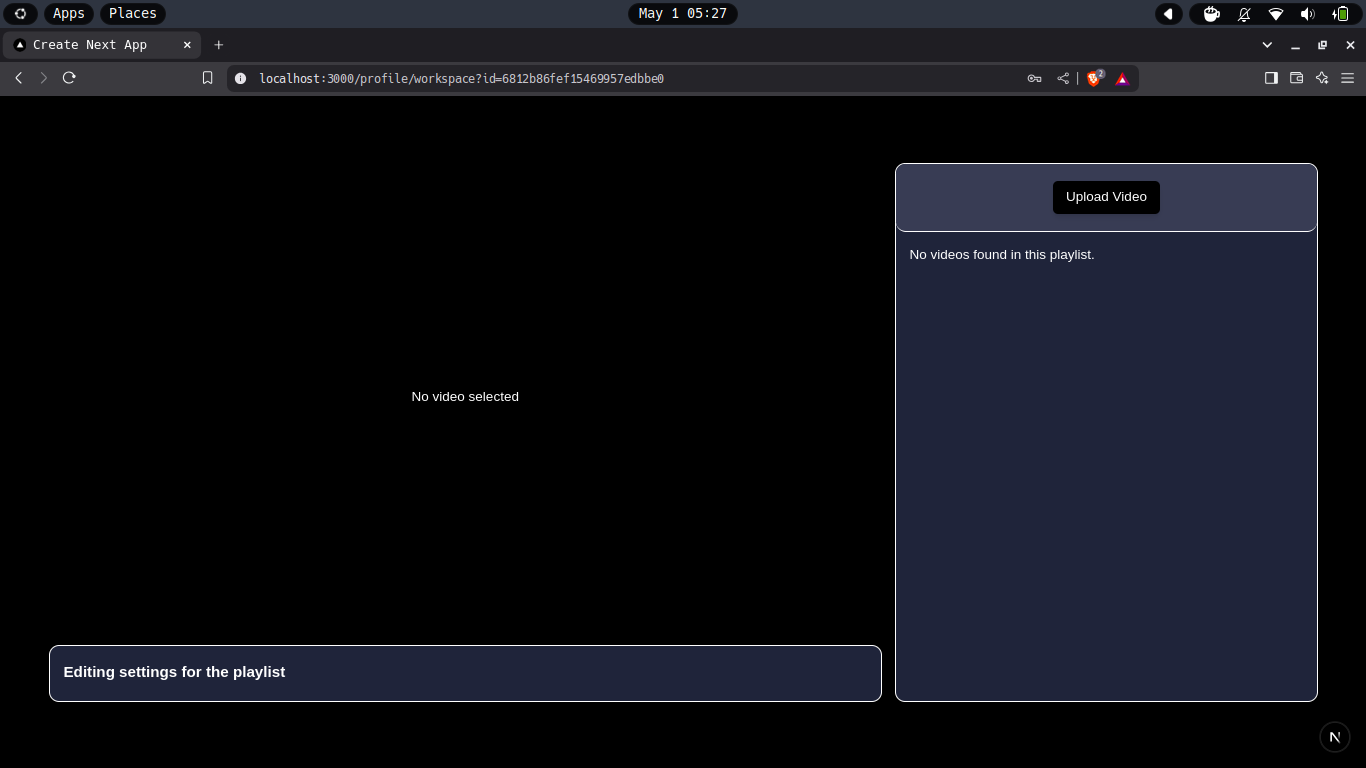 Apps Places May 1 05:27
Create Next App
localhost:3000/profile/workspace?id=6812b86fef15469957edbbe0 2
Upload Video
No videos found in this playlist.
No video selected
Editing settings for the playlist
N